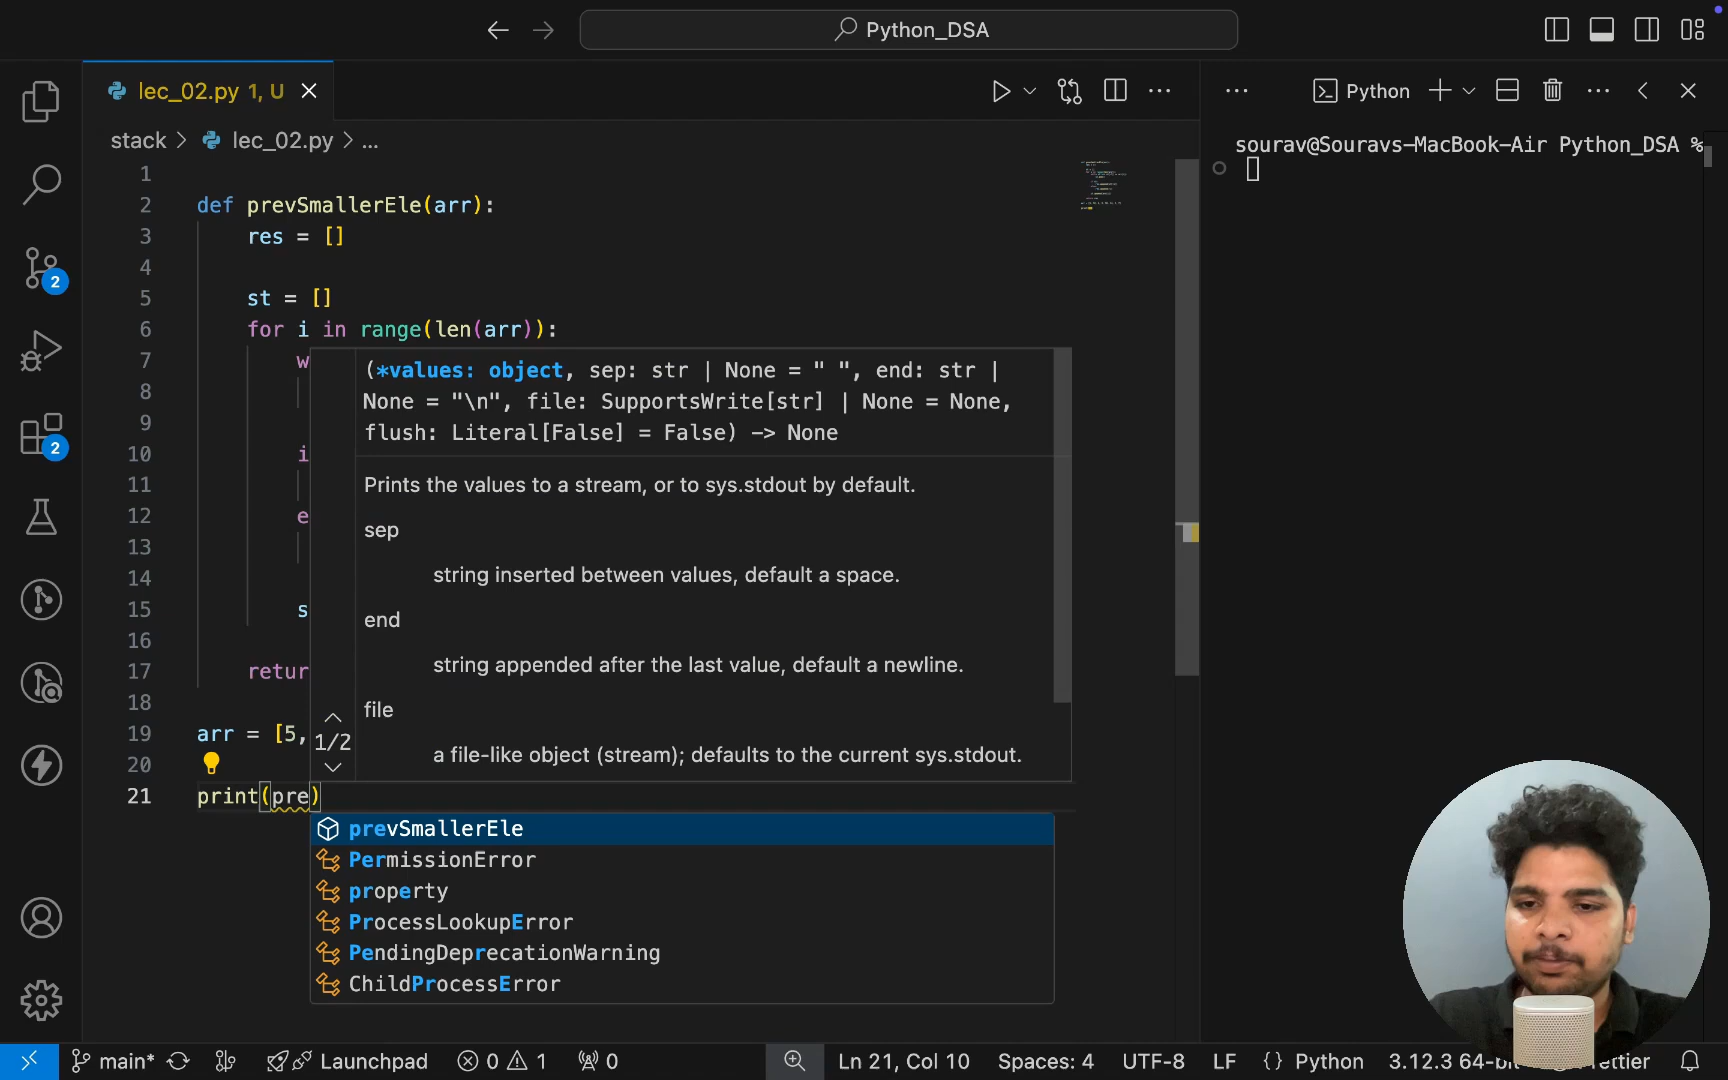 Python_DSA
lec_02.py 1, U
Python
stack > lec_02.py > ...
sourav@Souravs-MacBook-Air Python_DSA %
1
2 def prevSmallerEle(arr):
3 res = []
4
5 st = []
6 for i in range(len(arr)):
7 w
8
9
10 i
11
12 e
13
14
15 s
16
17 retur
18
19 arr = [5,
20
21 print(pre)
(*values: object, sep: str | None = " ", end: str |
None = "\n", file: SupportsWrite[str] | None = None,
flush: Literal[False] = False) -> None
Prints the values to a stream, or to sys.stdout by default.
sep
string inserted between values, default a space.
end
string appended after the last value, default a newline.
file
1/2
a file-like object (stream); defaults to the current sys.stdout.
prevSmallerEle
PermissionError
property
ProcessLookupError
PendingDeprecationWarning
ChildProcessError
2
2
main* Launchpad 0 1 0 Ln 21, Col 10 Spaces: 4 UTF-8 LF {} Python 3.12.3 64-bi ettier